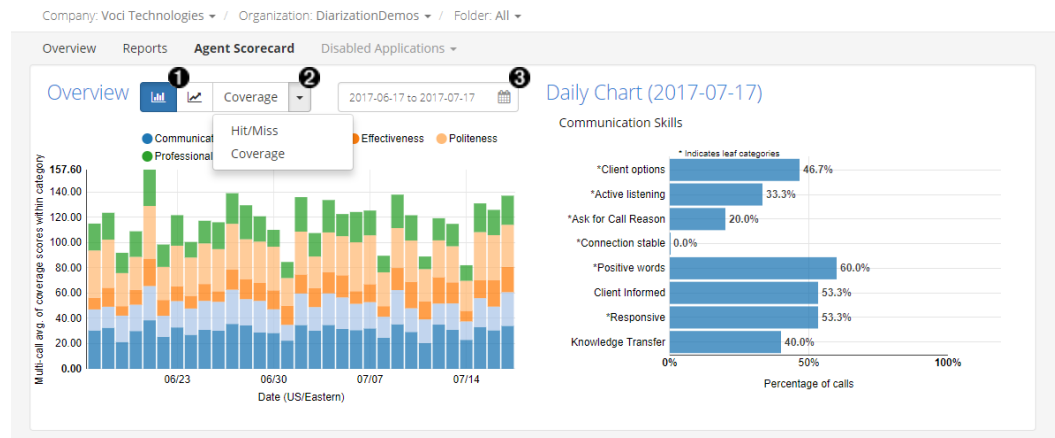 Company: Voci Technologies / Organization: DiarizationDemos / Folder: All
Overview Reports Agent Scorecard Disabled Applications
Overview
1
Coverage
2
2017-06-17 to 2017-07-17
3
Hit/Miss
Coverage
Communicat
Effectiveness
Politeness
Professional
Multi-call avg. of coverage scores within category
157.60
140.00
120.00
100.00
80.00
60.00
40.00
20.00
0.00
06/23 06/30 07/07 07/14
Date (US/Eastern)
Daily Chart (2017-07-17)
Communication Skills
* Indicates leaf categories
*Client options 46.7%
*Active listening 33.3%
*Ask for Call Reason 20.0%
*Connection stable 0.0%
*Positive words 60.0%
Client Informed 53.3%
*Responsive 53.3%
Knowledge Transfer 40.0%
0% 50% 100%
Percentage of calls